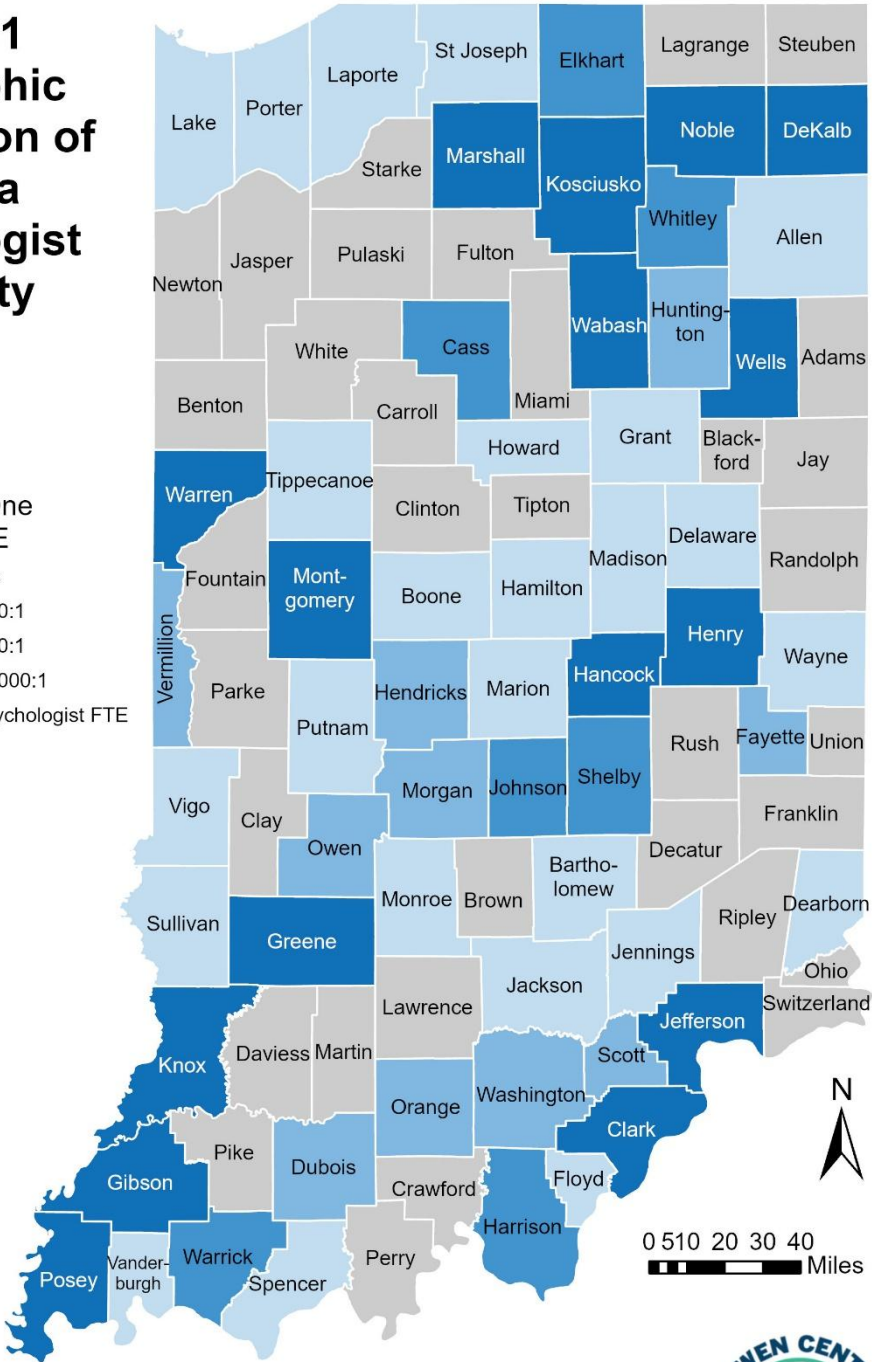 1
hic
on of
a
ogist
ty
ne
E
0:1
0:1
000:1
ychologist FTE
St Joseph
Elkhart
Lagrange
Steuben
Laporte
Lake
Porter
Noble
DeKalb
Starke
Marshall
Kosciusko
Whitley
Allen
Newton
Jasper
Pulaski
Fulton
White
Cass
Miami
Wabash
Hunting-
ton
Wells
Adams
Benton
Carroll
Howard
Grant
Black-
ford
Jay
Warren
Tippecanoe
Clinton
Tipton
Madison
Delaware
Randolph
Fountain
Mont-
gomery
Boone
Hamilton
Henry
Vermillion
Parke
Putnam
Hendricks
Marion
Hancock
Wayne
Rush
Fayette
Union
Vigo
Clay
Owen
Morgan
Johnson
Shelby
Franklin
Decatur
Sullivan
Greene
Monroe
Brown
Bartho-
lomew
Jennings
Ripley
Dearborn
Ohio
Switzerland
Jackson
Lawrence
Jefferson
Knox
Daviess
Martin
Scott
Washington
Orange
Clark
Gibson
Pike
Dubois
Crawford
Floyd
Harrison
Posey
Vander-
burgh
Warrick
Spencer
Perry
N
0 5 10 20 30 40
Miles
WEN CENT